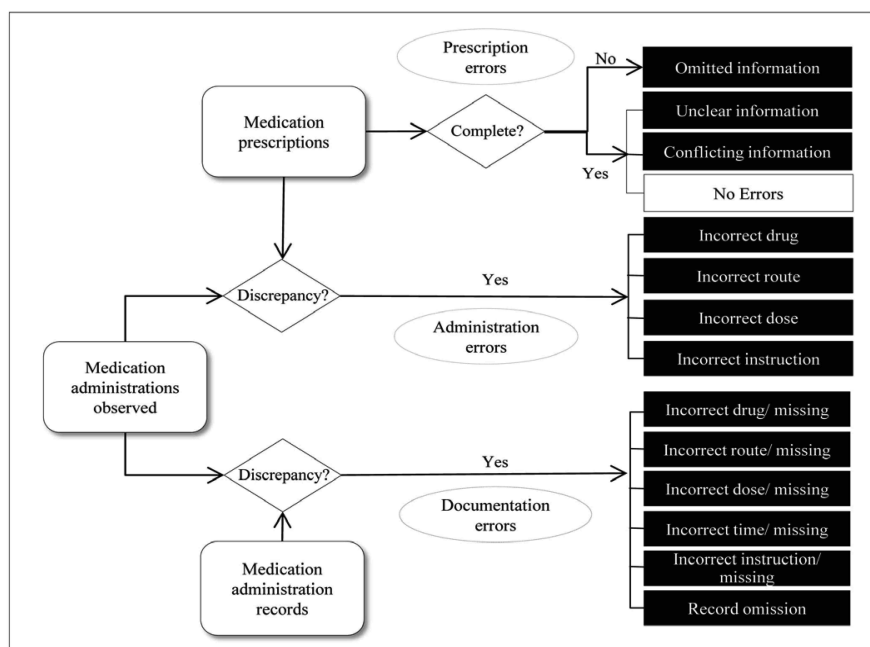 Prescription
errors
No
Omitted information
Medication
prescriptions
Complete?
Unclear information
Conflicting information
Yes
No Errors
Incorrect drug
Discrepancy?
Yes
Incorrect route
Administration
errors
Incorrect dose
Incorrect instruction
Medication
administrations
observed
Incorrect drug/ missing
Discrepancy?
Yes
Incorrect route/ missing
Documentation
errors
Incorrect dose/ missing
Incorrect time/ missing
Medication
administration
records
Incorrect instruction/
missing
Record omission